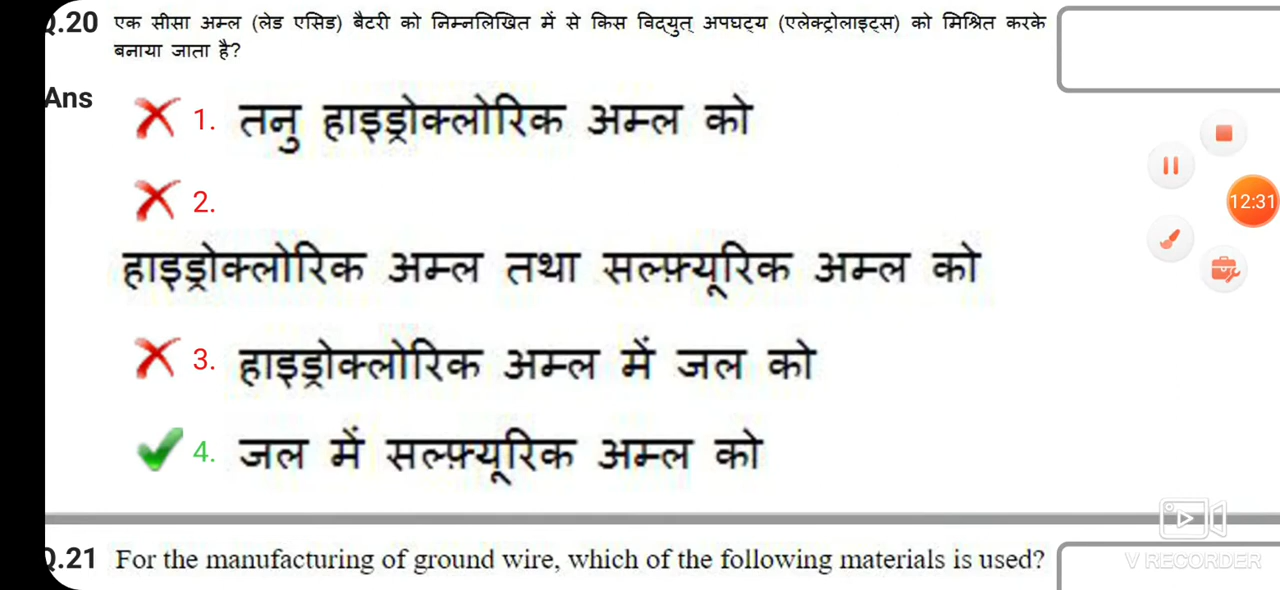 Q.20 एक सीसा अम्ल (लेड एसिड) बैटरी को निम्नलिखित में से किस विद्युत् अपघट्य (एलेक्ट्रोलाइट्स) को मिश्रित करके
बनाया जाता है?
Ans
1. तनु हाइड्रोक्लोरिक अम्ल को
2.
हाइड्रोक्लोरिक अम्ल तथा सल्फ़्यूरिक अम्ल को
3. हाइड्रोक्लोरिक अम्ल में जल को
4. जल में सल्फ़्यूरिक अम्ल को
12:31
Q.21 For the manufacturing of ground wire, which of the following materials is used?
V RECORDER